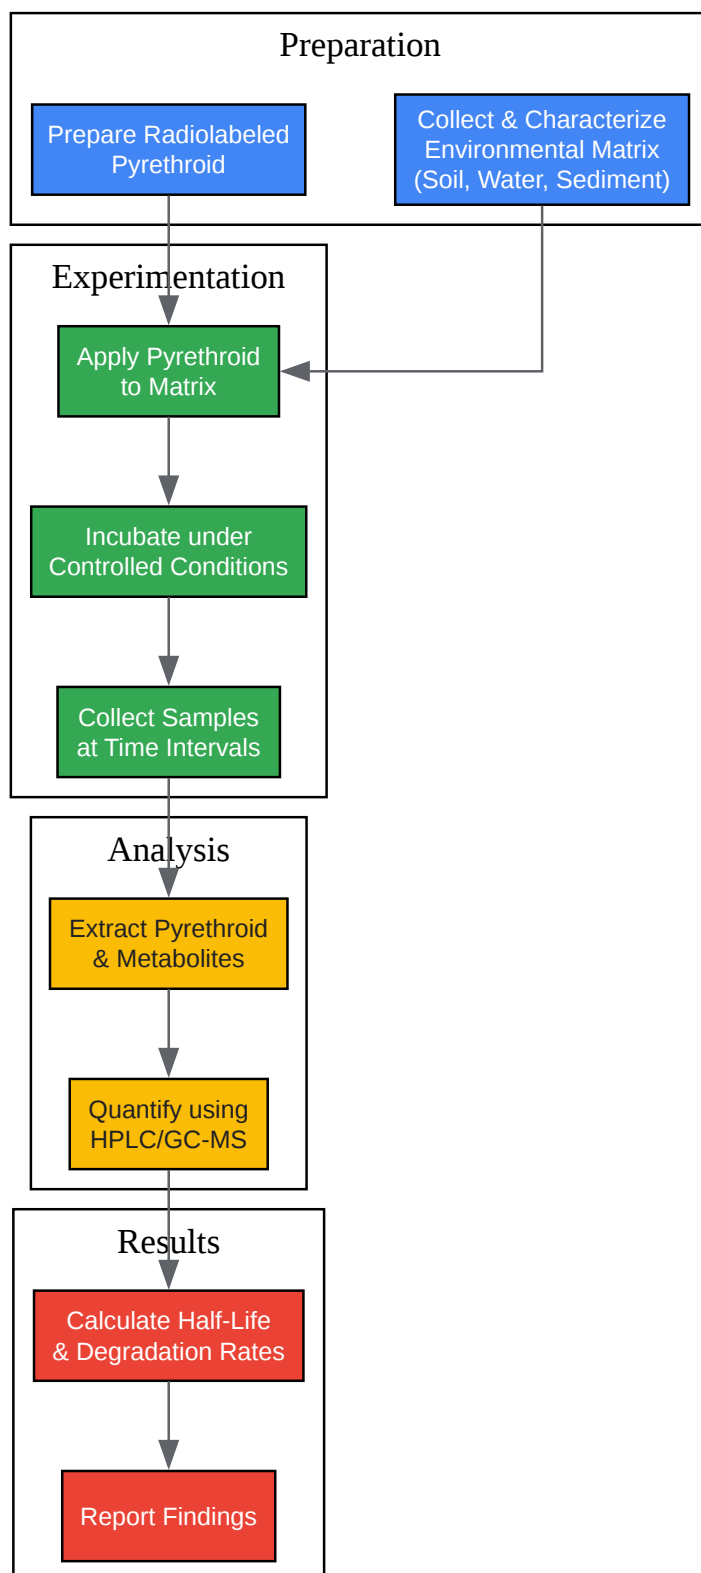 Preparation
Prepare Radiolabeled
Pyrethroid
Collect & Characterize
Environmental Matrix
(Soil, Water, Sediment)
Experimentation
Apply Pyrethroid
to Matrix
Incubate under
Controlled Conditions
Collect Samples
at Time Intervals
Analysis
Extract Pyrethroid
& Metabolites
Quantify using
HPLC/GC-MS
Results
Calculate Half-Life
& Degradation Rates
Report Findings